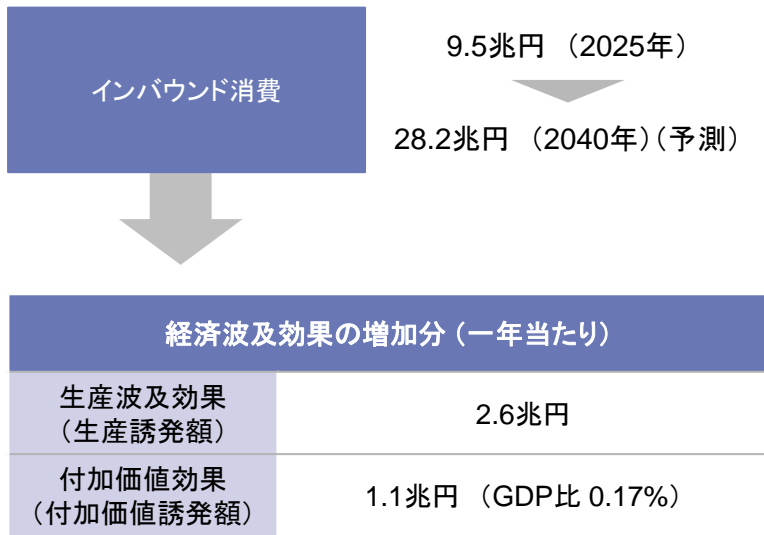 インバウンド消費
9.5兆円 （2025年）
28.2兆円 （2040年）（予測）
経済波及効果の増加分（一年当たり）
生産波及効果
（生産誘発額）
2.6兆円
付加価値効果
（付加価値誘発額）
1.1兆円 （GDP比 0.17%）